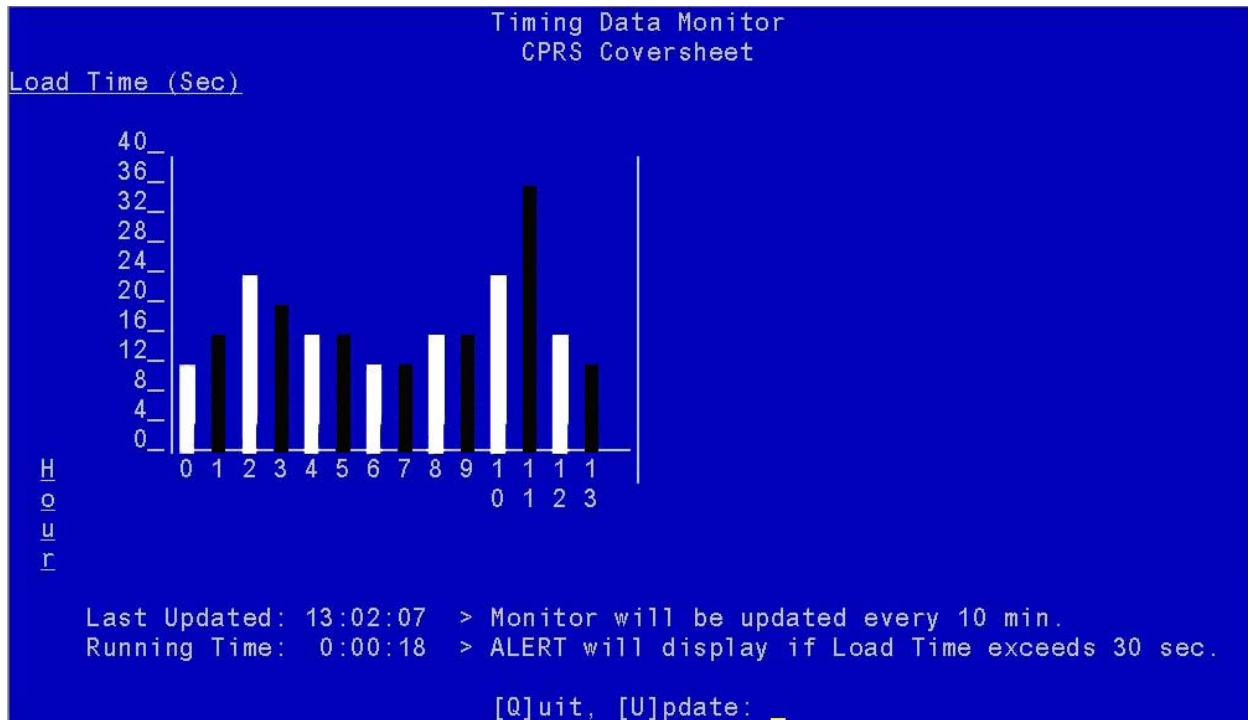 Timing Data Monitor
CPRS Coversheet
Load Time (Sec)
40_
36_
32_
28_
24_
20_
16_
12_
8_
4_
0_
0 1 2 3 4 5 6 7 8 9 1 1 1 1
0 1 2 3
H
o
u
r
Last Updated: 13:02:07 > Monitor will be updated every 10 min.
Running Time: 0:00:18 > ALERT will display if Load Time exceeds 30 sec.
[Q]uit, [U]pdate: _